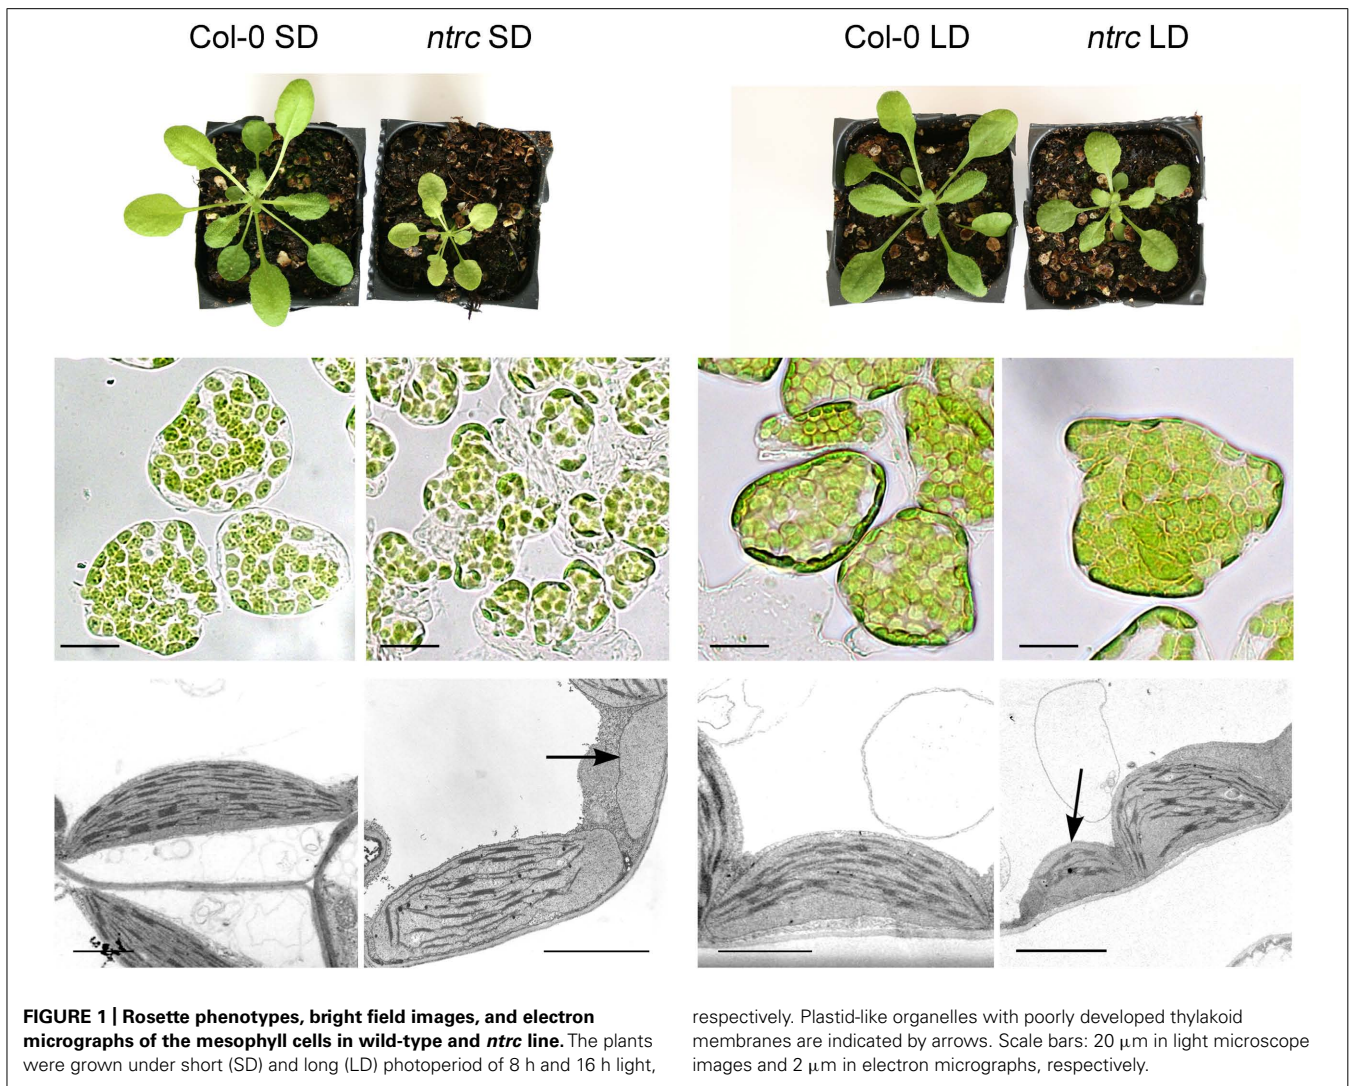 Col-0 SD
ntrc SD
Col-0 LD
ntrc LD
FIGURE 1 | Rosette phenotypes, bright field images, and electron
micrographs of the mesophyll cells in wild-type and ntrc line. The plants
were grown under short (SD) and long (LD) photoperiod of 8 h and 16 h light,
respectively. Plastid-like organelles with poorly developed thylakoid
membranes are indicated by arrows. Scale bars: 20 μm in light microscope
images and 2 μm in electron micrographs, respectively.